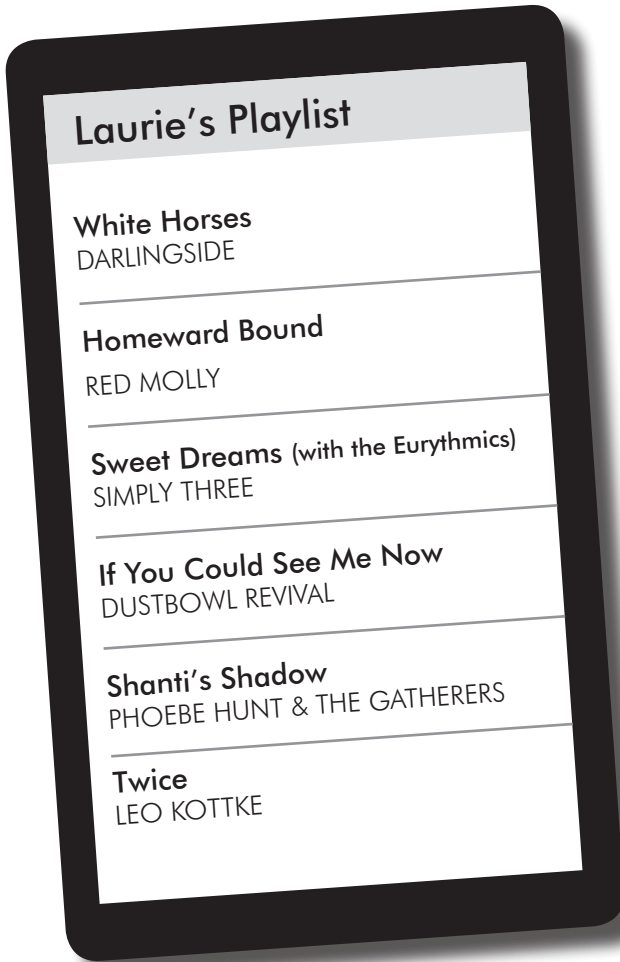 Laurie’s Playlist
White Horses
DARLINGSIDE
Homeward Bound
RED MOLLY
Sweet Dreams (with the Eurythmics)
SIMPLY THREE
If You Could See Me Now
DUSTBOWL REVIVAL
Shanti’s Shadow
PHOEBE HUNT & THE GATHERERS
Twice
LEO KOTTKE